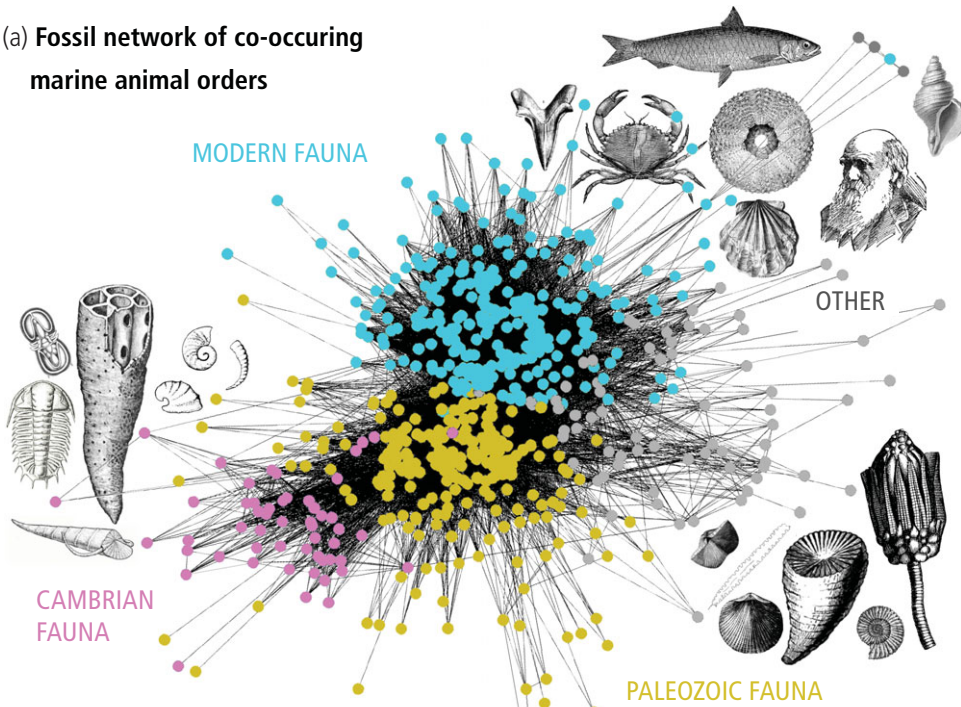 (a) Fossil network of co-occuring
marine animal orders
MODERN FAUNA
OTHER
CAMBRIAN
FAUNA
PALEOZOIC FAUNA